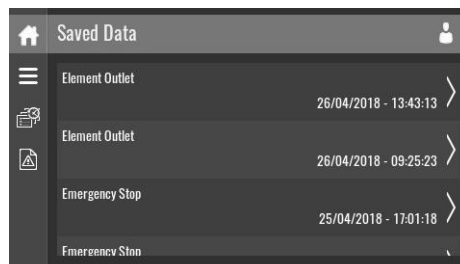 Saved Data
Element Outlet
26/04/2018 - 13:43:13
Element Outlet
26/04/2018 - 09:25:23
Emergency Stop
25/04/2018 - 17:01:18
Emergency Stop